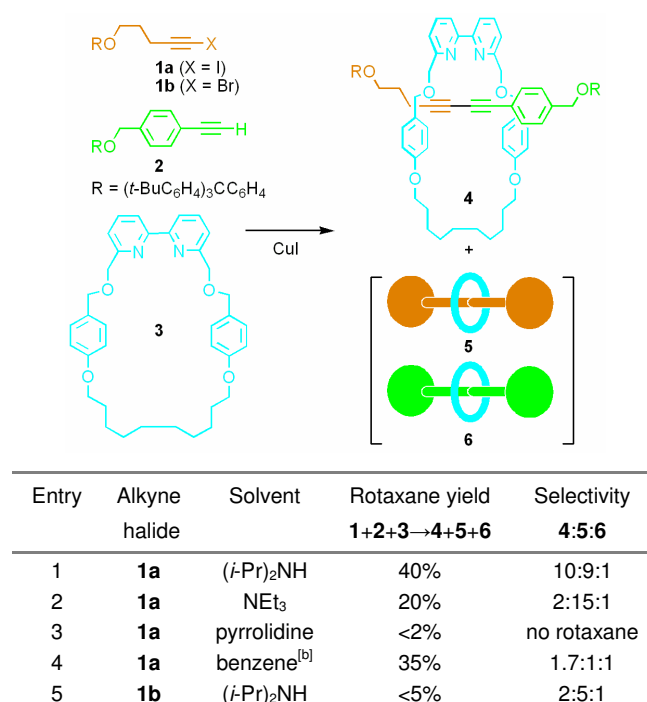 RO
X
1a (X = I)
1b (X = Br)
RO
H
2
R = (t-BuC6H4)3CC6H4
N N
O O
3
O O
CuI
N N
RO
O O
OR
O O
4
+
5
6
Entry Alkyne Solvent Rotaxane yield Selectivity
halide 1+2+3→4+5+6 4:5:6
1 1a (i-Pr)2NH 40% 10:9:1
2 1a NEt3 20% 2:15:1
3 1a pyrrolidine <2% no rotaxane
4 1a benzene[b] 35% 1.7:1:1
5 1b (i-Pr)2NH <5% 2:5:1